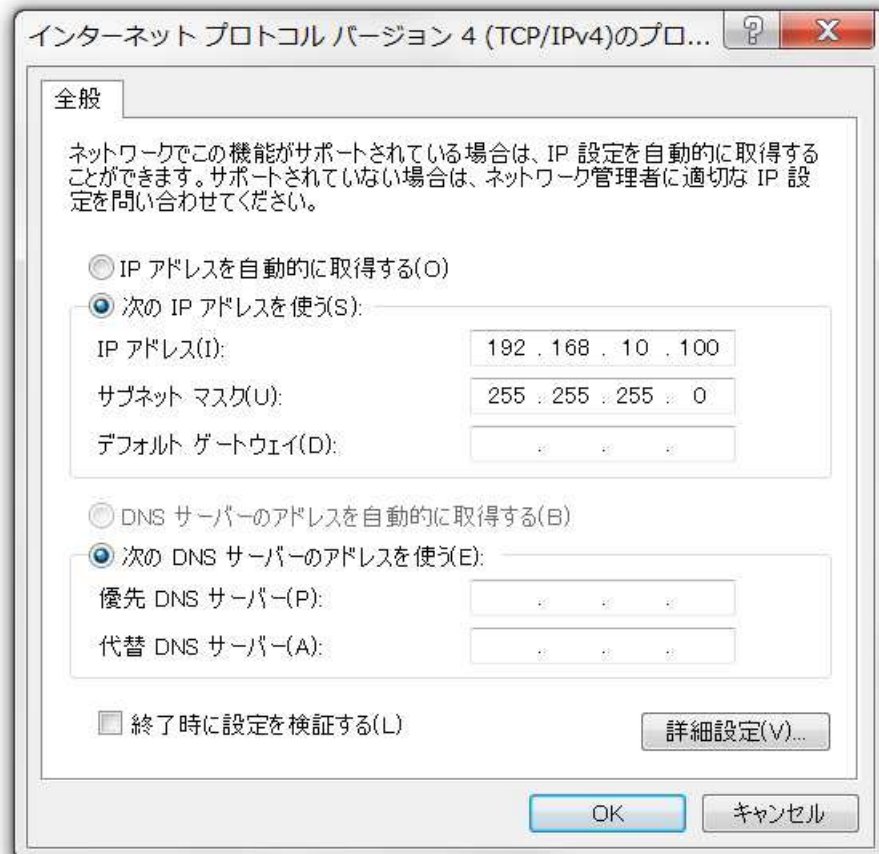 インターネット プロトコル バージョン 4 (TCP/IPv4)のプロ...
全般
ネットワークでこの機能がサポートされている場合は、IP 設定を自動的に取得する
ことができます。サポートされていない場合は、ネットワーク管理者に適切な IP 設
定を問い合わせてください。
IP アドレスを自動的に取得する(O)
次の IP アドレスを使う(S):
IP アドレス(I): 192 . 168 . 10 . 100
サブネット マスク(U): 255 . 255 . 255 . 0
デフォルト ゲートウェイ(D): . . .
DNS サーバーのアドレスを自動的に取得する(B)
次の DNS サーバーのアドレスを使う(E):
優先 DNS サーバー(P): . . .
代替 DNS サーバー(A): . . .
終了時に設定を検証する(L)
詳細設定(V)...
OK キャンセル